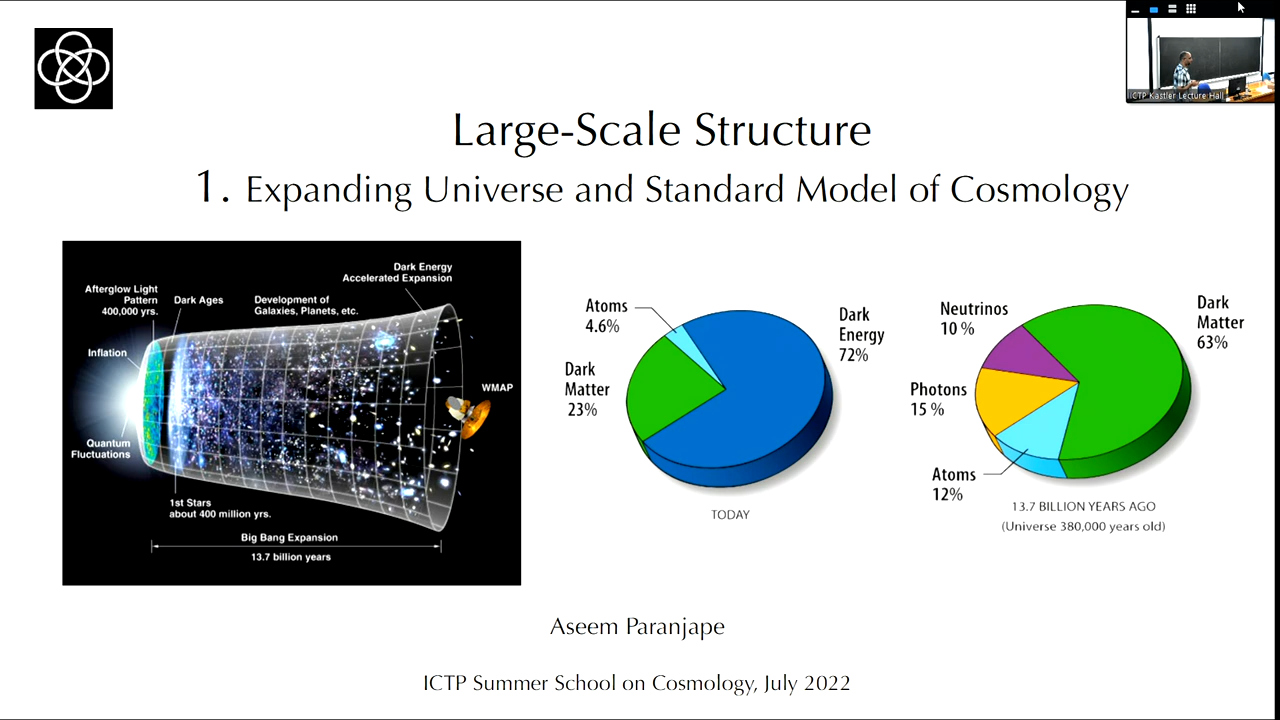 ICTP Kastler Lecture Hall
Large-Scale Structure
1. Expanding Universe and Standard Model of Cosmology
Dark Energy
Accelerated Expansion
Afterglow Light
Pattern
400,000 yrs.
Dark Ages
Development of
Galaxies, Planets, etc.
Inflation
WMAP
Quantum
Fluctuations
1st Stars
about 400 million yrs.
Big Bang Expansion
13.7 billion years
Atoms
4.6%
Dark
Energy
72%
Dark
Matter
23%
TODAY
Neutrinos
10 %
Dark
Matter
63%
Photons
15 %
Atoms
12%
13.7 BILLION YEARS AGO
(Universe 380,000 years old)
Aseem Paranjape
ICTP Summer School on Cosmology, July 2022